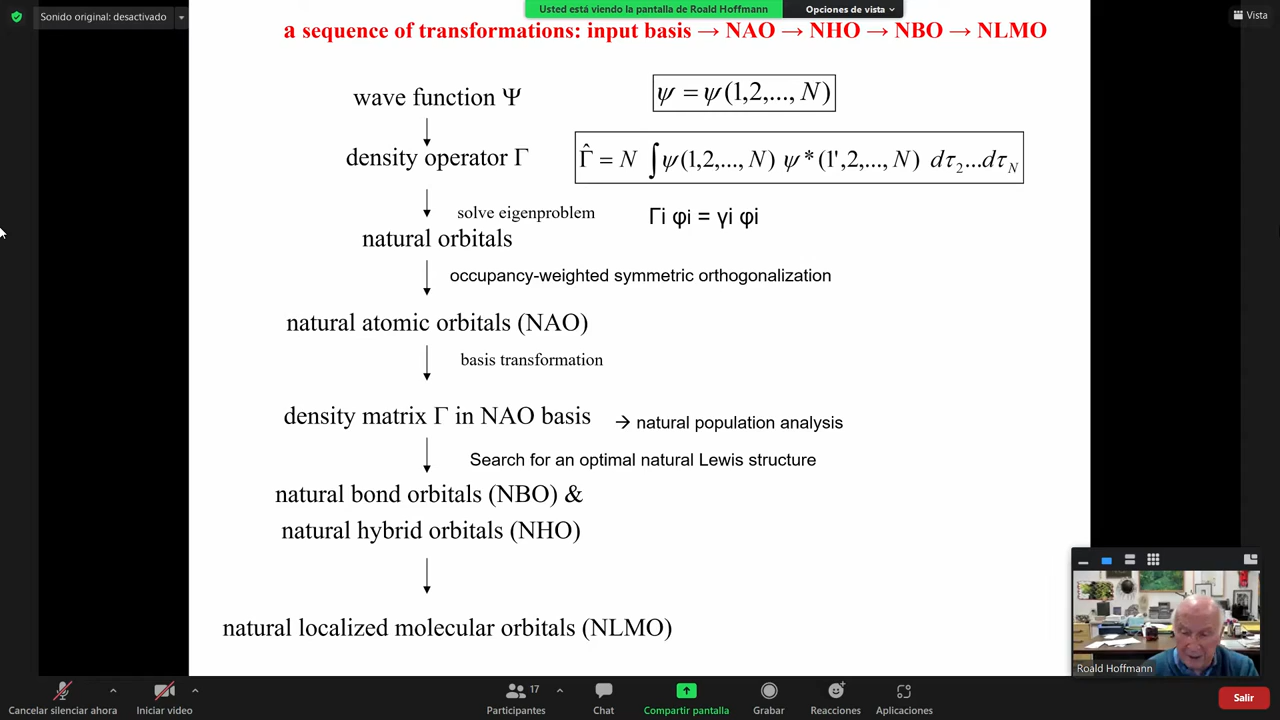 Sonido original: desactivado
Usted está viendo la pantalla de Roald Hoffmann
Opciones de vista
Vista
a sequence of transformations: input basis → NAO → NHO → NBO → NLMO
wave function Ψ
ψ = ψ(1,2,..., N)
density operator Γ
Γ̂ = N ∫ψ(1,2,..., N) ψ*(1',2,..., N) dτ₂...dτ_N
solve eigenproblem
Γi φi = γi φi
natural orbitals
occupancy-weighted symmetric orthogonalization
natural atomic orbitals (NAO)
basis transformation
density matrix Γ in NAO basis
→ natural population analysis
Search for an optimal natural Lewis structure
natural bond orbitals (NBO) &
natural hybrid orbitals (NHO)
natural localized molecular orbitals (NLMO)
Roald Hoffmann
Cancelar silenciar ahora
Iniciar video
17
Participantes
Chat
Compartir pantalla
Grabar
Reacciones
Aplicaciones
Salir